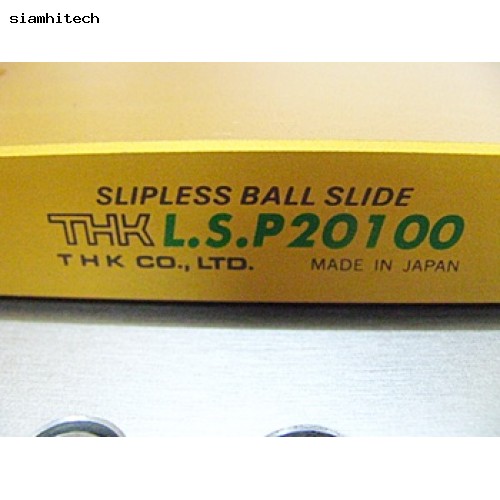 siamhitech
SLIPLESS BALL SLIDE
THK L.S.P20100
THK CO., LTD. MADE IN JAPAN